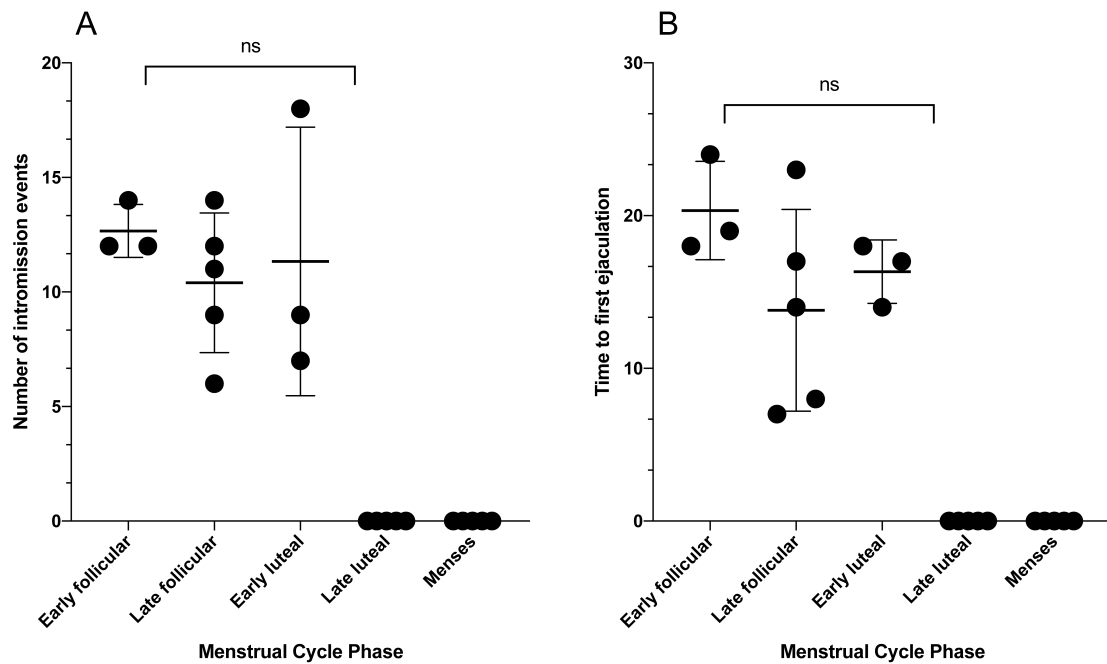 A
ns
20
15
10
5
0
Number of intromission events
Early follicular
Late follicular
Early luteal
Late luteal
Menses
Menstrual Cycle Phase
B
ns
30
20
10
0
Time to first ejaculation
Early follicular
Late follicular
Early luteal
Late luteal
Menses
Menstrual Cycle Phase